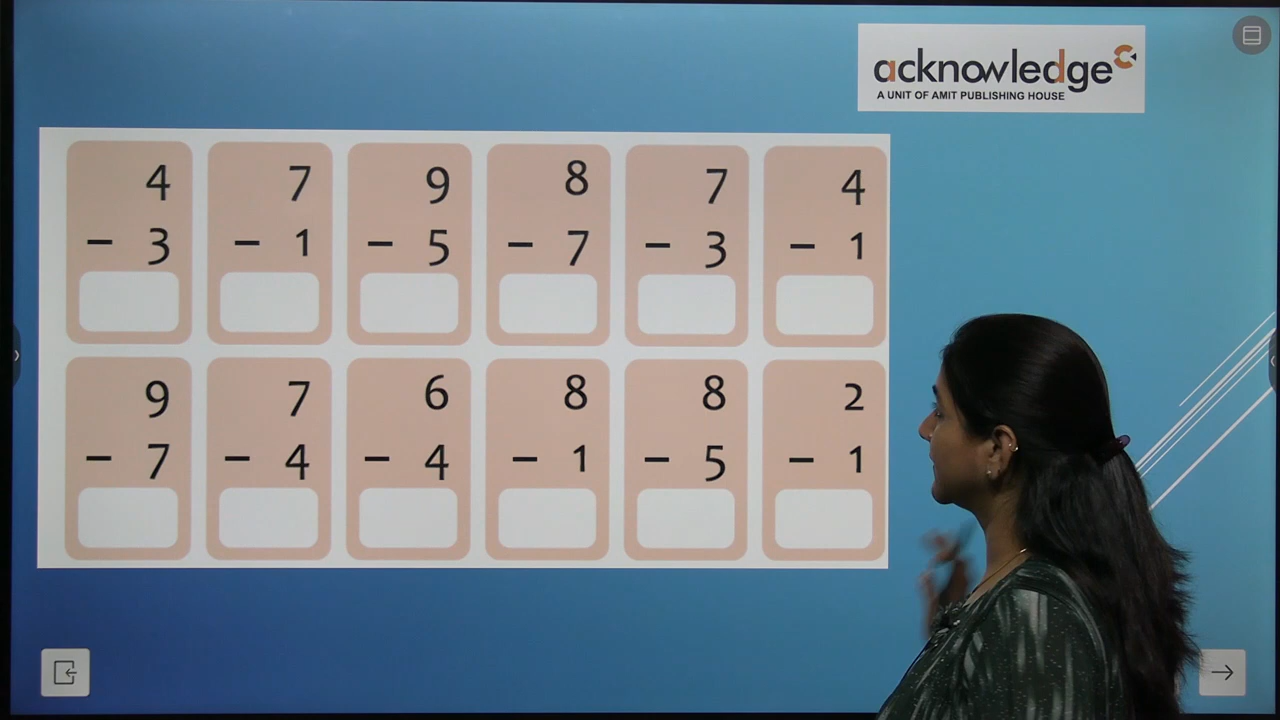 acknowledge
A UNIT OF AMIT PUBLISHING HOUSE
4 7 9 8 7 4
- 3 - 1 - 5 - 7 - 3 - 1
9 7 6 8 8 2
- 7 - 4 - 4 - 1 - 5 - 1